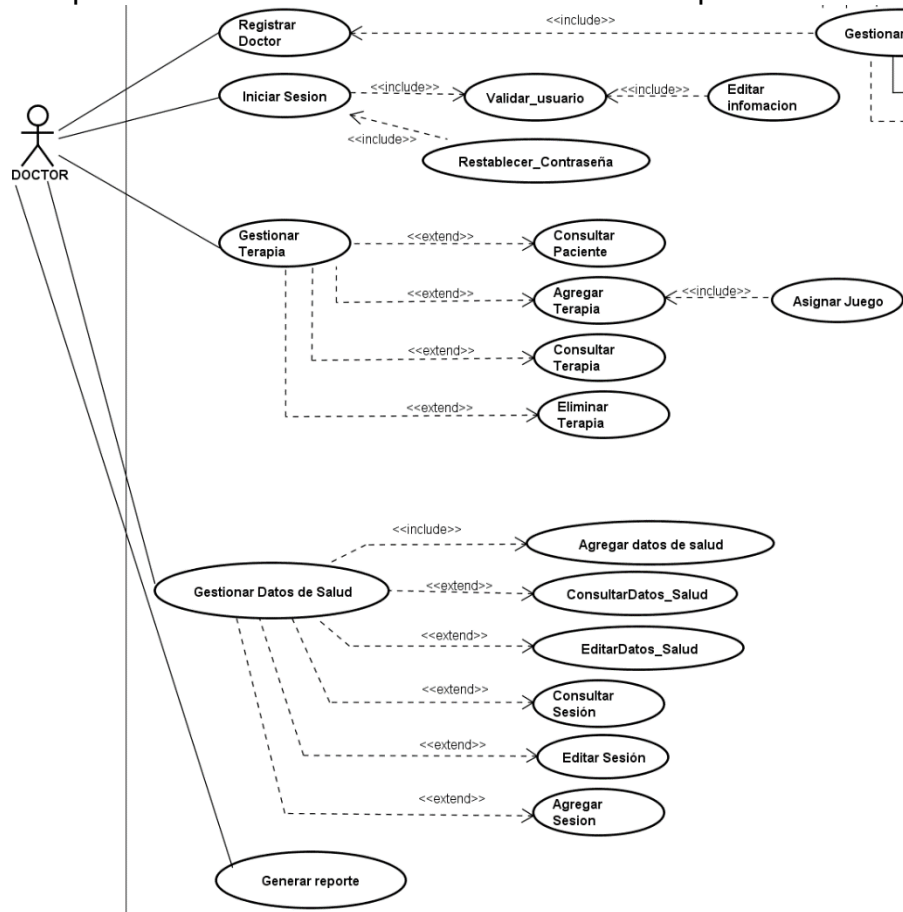 Registrar
Doctor
<<include>>
Gestionar
Iniciar Sesion
<<include>>
Validar_usuario
<<include>>
Editar
infomacion
<<include>>
Restablecer_Contraseña
DOCTOR
Gestionar
Terapia
<<extend>>
Consultar
Paciente
<<extend>>
Agregar
Terapia
<<include>>
Asignar Juego
<<extend>>
Consultar
Terapia
<<extend>>
Eliminar
Terapia
<<include>>
Agregar datos de salud
Gestionar Datos de Salud
<<extend>>
ConsultarDatos_Salud
<<extend>>
EditarDatos_Salud
<<extend>>
Consultar
Sesión
<<extend>>
Editar Sesión
<<extend>>
Agregar
Sesion
Generar reporte